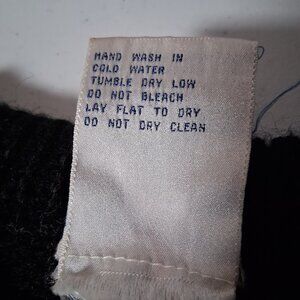 HAND WASH IN
COLD WATER
TUMBLE DRY LOW
DO NOT BLEACH
LAY FLAT TO DRY
DO NOT DRY CLEAN